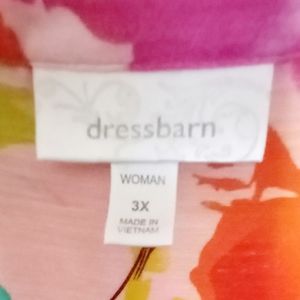 dressbarn
WOMAN
3X
MADE IN
VIETNAM